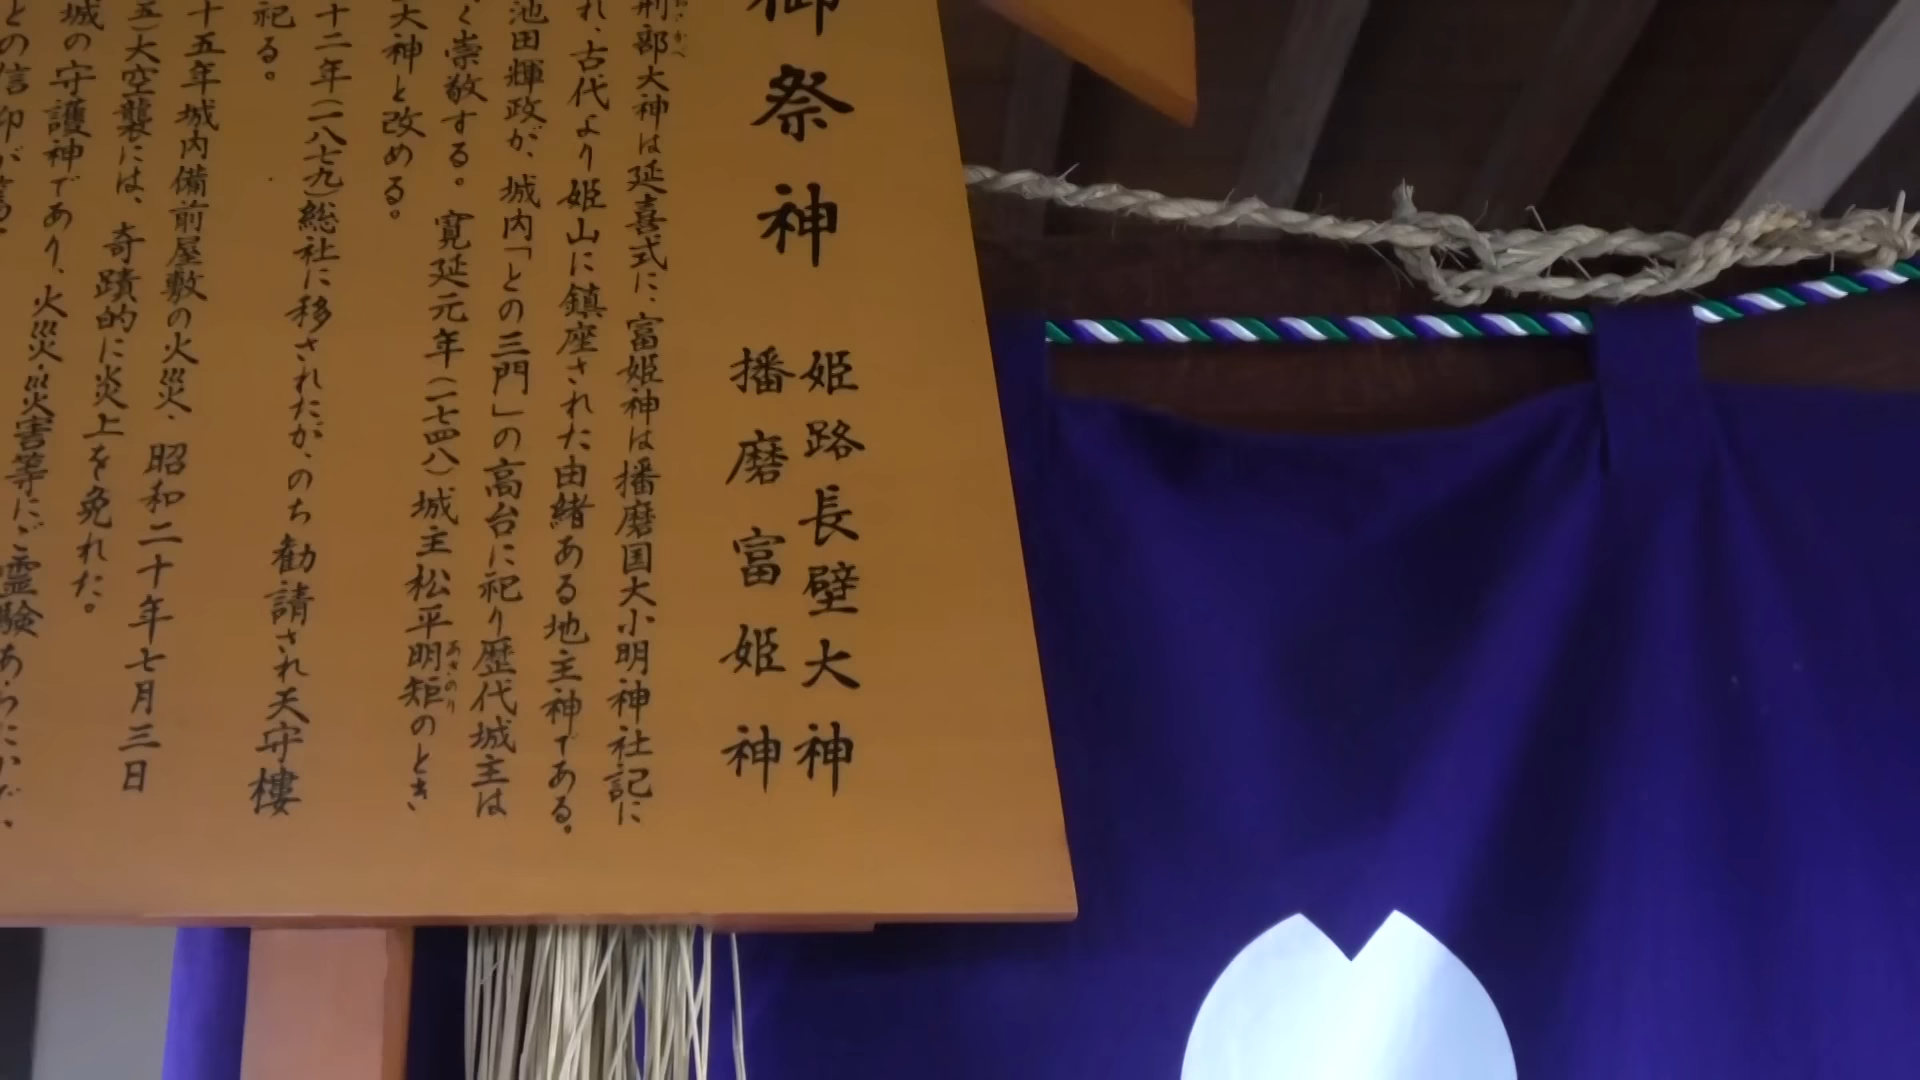 御祭神
姫路長壁大神
播磨富姫神
刑部大神は延喜式に、富姫神は播磨国大小明神社記に
れ、古代より姫山に鎮座された由緒ある地主神である。
池田輝政が、城内「との三門」の高台に祀り歴代城主は
く崇敬する。寛延元年(一七四八)城主松平明矩のとき
あきのり
大神と改める。
十二年(一八七九)総社に移されたが、のち勧請され天守樓
祀る。
十五年城内備前屋敷の火災、昭和二十年七月三日
五)大空襲には、奇蹟的に炎上を免れた。
城の守護神であり、火災・災害等にご霊験あらたかだ、
との信仰が篤